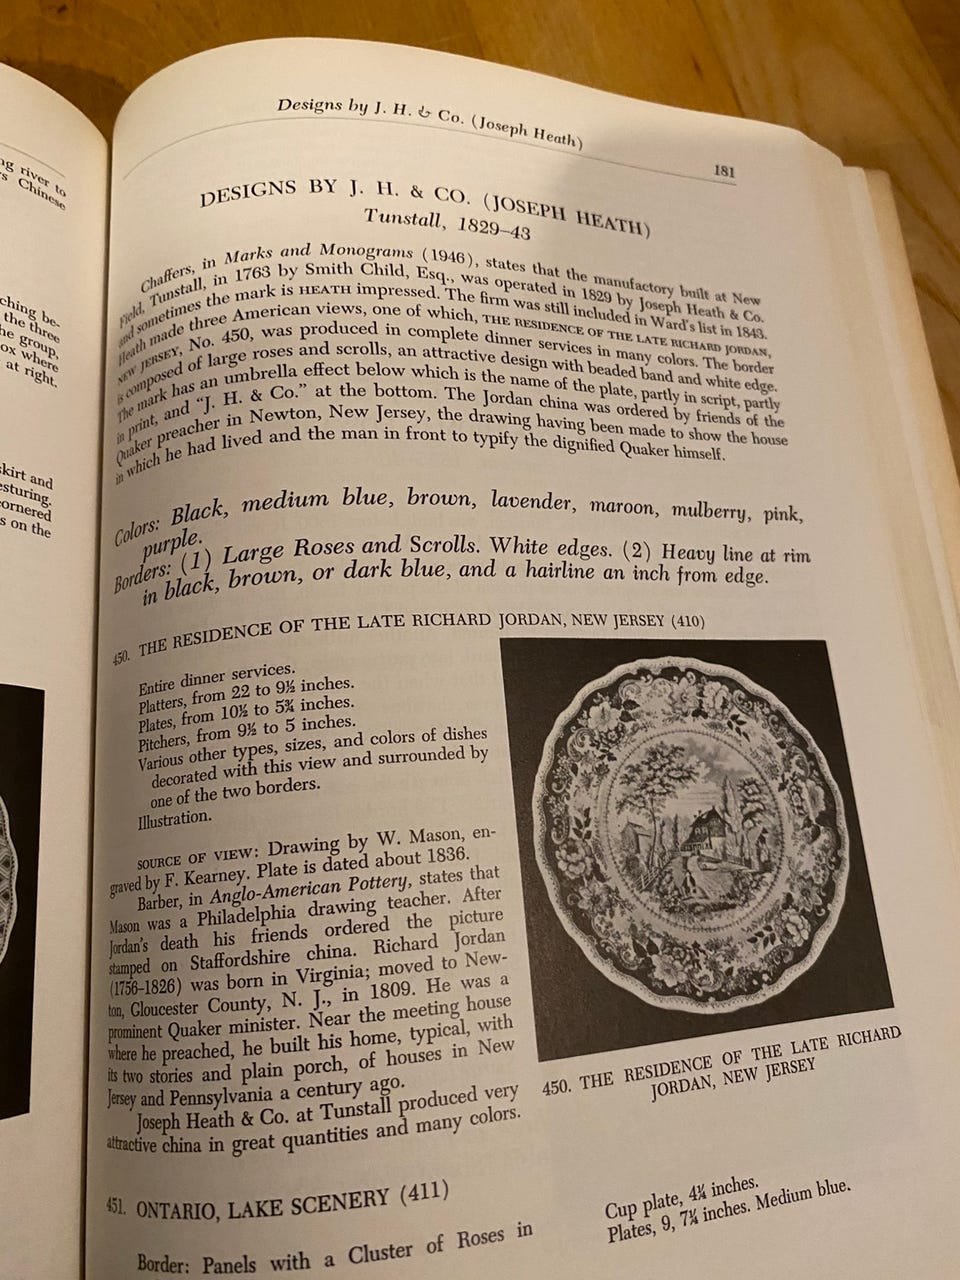 ng river to
's Chinese
ching be-
the three
he group,
ox where
at right.
skirt and
esturing.
ornered
s on the
Designs by J. H. & Co. (Joseph Heath)
181
DESIGNS BY J. H. & CO. (JOSEPH HEATH)
Tunstall, 1829–43
Chaffers, in Marks and Monograms (1946), states that the manufactory built at New
Field, Tunstall, in 1763 by Smith Child, Esq., was operated in 1829 by Joseph Heath & Co.
and sometimes the mark is HEATH impressed. The firm was still included in Ward's list in 1843.
Heath made three American views, one of which, THE RESIDENCE OF THE LATE RICHARD JORDAN,
NEW JERSEY, No. 450, was produced in complete dinner services in many colors. The border
is composed of large roses and scrolls, an attractive design with beaded band and white edge.
The mark has an umbrella effect below which is the name of the plate, partly in script, partly
in print, and "J. H. & Co." at the bottom. The Jordan china was ordered by friends of the
Quaker preacher in Newton, New Jersey, the drawing having been made to show the house
in which he had lived and the man in front to typify the dignified Quaker himself.
Colors: Black, medium blue, brown, lavender, maroon, mulberry, pink,
purple.
Borders: (1) Large Roses and Scrolls. White edges. (2) Heavy line at rim
in black, brown, or dark blue, and a hairline an inch from edge.
450. THE RESIDENCE OF THE LATE RICHARD JORDAN, NEW JERSEY (410)
Entire dinner services.
Platters, from 22 to 9½ inches.
Plates, from 10½ to 5¾ inches.
Pitchers, from 9½ to 5 inches.
Various other types, sizes, and colors of dishes
decorated with this view and surrounded by
one of the two borders.
Illustration.
SOURCE OF VIEW: Drawing by W. Mason, en-
graved by F. Kearney. Plate is dated about 1836.
Barber, in Anglo-American Pottery, states that
Mason was a Philadelphia drawing teacher. After
Jordan's death his friends ordered the picture
stamped on Staffordshire china. Richard Jordan
(1756–1826) was born in Virginia; moved to New-
ton, Gloucester County, N. J., in 1809. He was a
prominent Quaker minister. Near the meeting house
where he preached, he built his home, typical, with
its two stories and plain porch, of houses in New
Jersey and Pennsylvania a century ago.
Joseph Heath & Co. at Tunstall produced very
attractive china in great quantities and many colors.
450. THE RESIDENCE OF THE LATE RICHARD
JORDAN, NEW JERSEY
451. ONTARIO, LAKE SCENERY (411)
Border: Panels with a Cluster of Roses in
Cup plate, 4¼ inches.
Plates, 9, 7¼ inches. Medium blue.